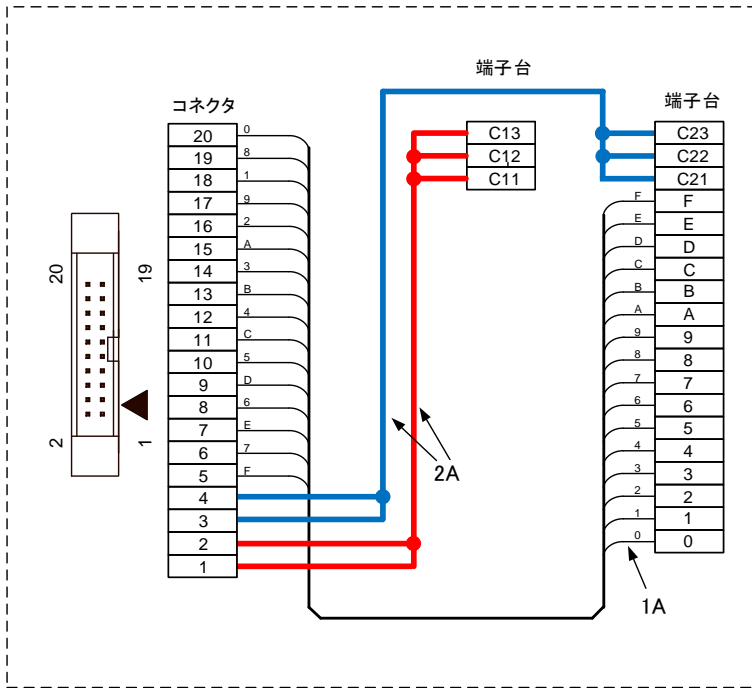 端子台
コネクタ
端子台
20 0
19 8
18 1
17 9
16 2
15 A
14 3
13 B
12 4
11 C
10 5
9 D
8 6
7 E
6 7
5 F
4
3
2
1
20 19
2 1
C13
C12
C11
2A
C23
C22
C21
F F
E E
D D
C C
B B
A A
9 9
8 8
7 7
6 6
5 5
4 4
3 3
2 2
1 1
0 0
1A